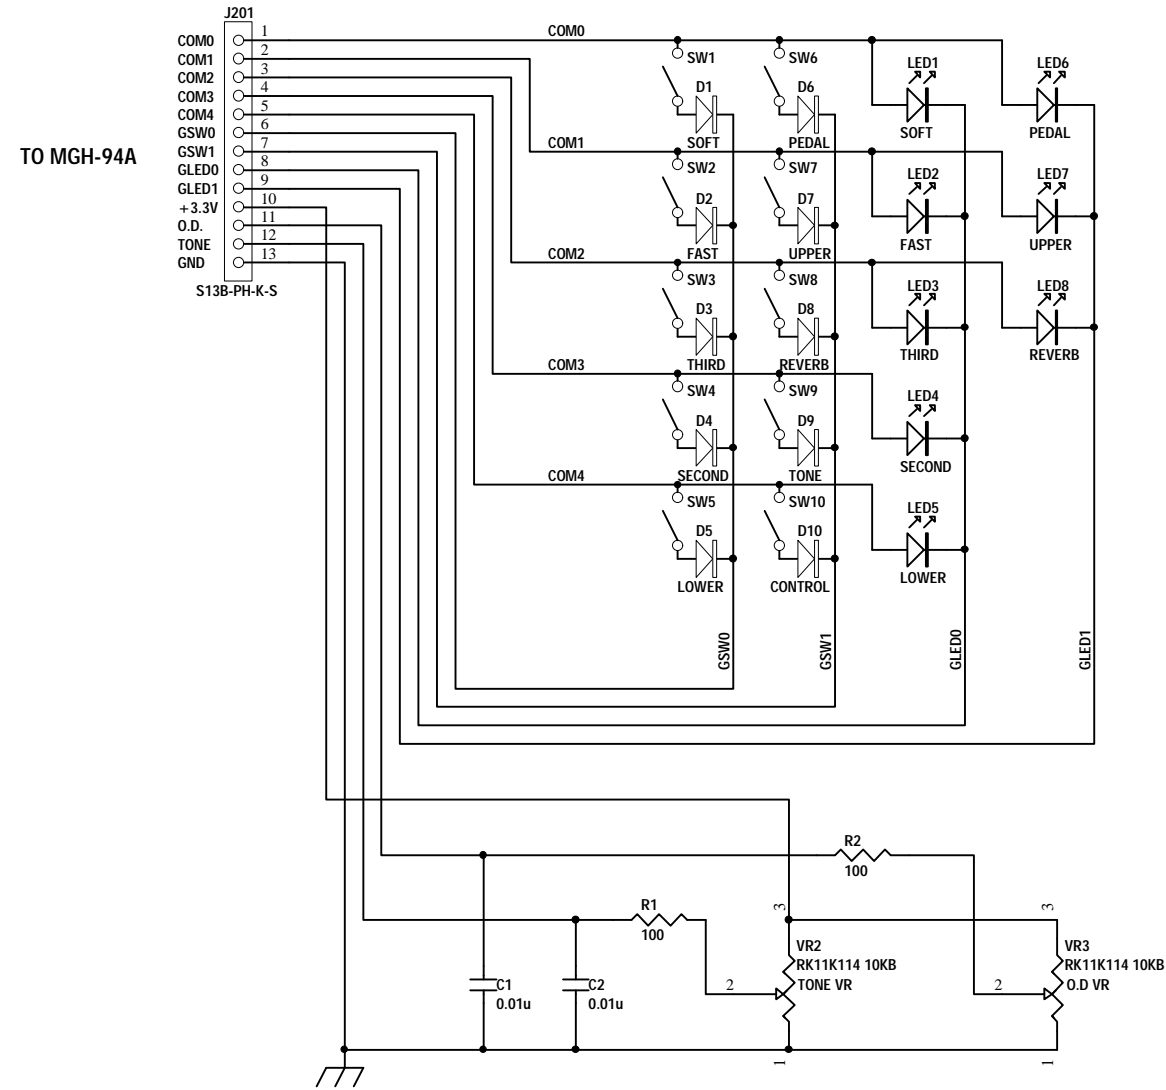 J201
COM0 1
COM1 2
COM2 3
COM3 4
COM4 5
GSW0 6
GSW1 7
GLED0 8
GLED1 9
+3.3V 10
O.D. 11
TONE 12
GND 13
S13B-PH-K-S
TO MGH-94A
COM0
SW1 SW6
LED1 LED6
D1 D6
SOFT PEDAL SOFT PEDAL
COM1
SW2 SW7
LED2 LED7
D2 D7
FAST UPPER FAST UPPER
COM2
SW3 SW8
LED3 LED8
D3 D8
THIRD REVERB THIRD REVERB
COM3
SW4 SW9
LED4
D4 D9
SECOND TONE SECOND
COM4
SW5 SW10
LED5
D5 D10
LOWER CONTROL LOWER
GSW0 GSW1 GLED0 GLED1
R2
100
R1
100
3
3
VR2
RK11K114 10KB
TONE VR
2
1
VR3
RK11K114 10KB
O.D VR
2
1
C1
0.01u
C2
0.01u